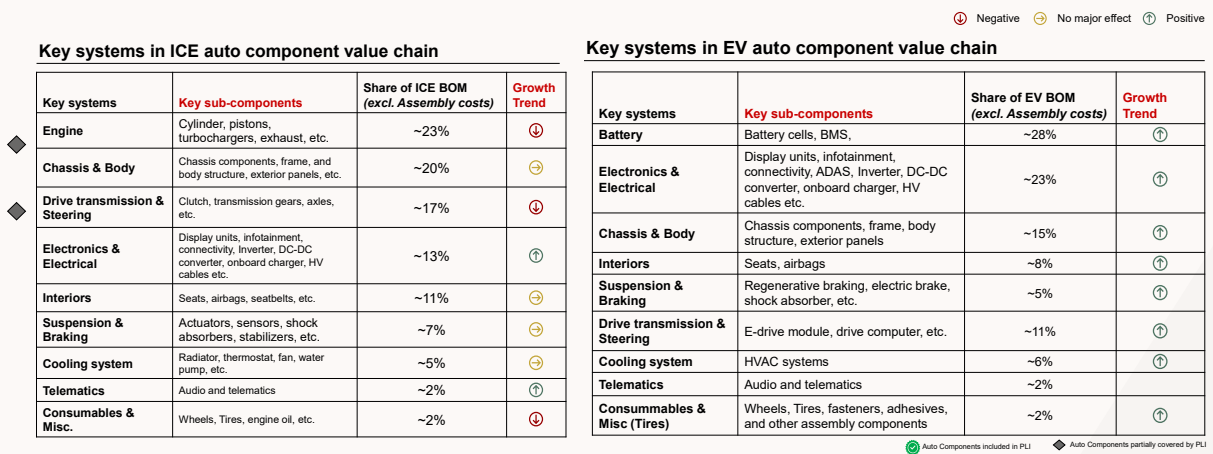 Negative No major effect Positive
Key systems in ICE auto component value chain
Key systems Key sub-components Share of ICE BOM Growth
(excl. Assembly costs) Trend
Engine Cylinder, pistons, ~23%
turbochargers, exhaust, etc.
Chassis & Body Chassis components, frame, and ~20%
body structure, exterior panels, etc.
Drive transmission & Clutch, transmission gears, axles, ~17%
Steering etc.
Electronics & Display units, infotainment, ~13%
Electrical connectivity, Inverter, DC-DC
converter, onboard charger, HV
cables etc.
Interiors Seats, airbags, seatbelts, etc. ~11%
Suspension & Actuators, sensors, shock ~7%
Braking absorbers, stabilizers, etc.
Cooling system Radiator, thermostat, fan, water ~5%
pump, etc.
Telematics Audio and telematics ~2%
Consumables & Wheels, Tires, engine oil, etc. ~2%
Misc.
Key systems in EV auto component value chain
Key systems Key sub-components Share of EV BOM Growth
(excl. Assembly costs) Trend
Battery Battery cells, BMS, ~28%
Electronics & Display units, infotainment, ~23%
Electrical connectivity, ADAS, Inverter, DC-DC
converter, onboard charger, HV
cables etc.
Chassis & Body Chassis components, frame, body ~15%
structure, exterior panels
Interiors Seats, airbags ~8%
Suspension & Regenerative braking, electric brake, ~5%
Braking shock absorber, etc.
Drive transmission & E-drive module, drive computer, etc. ~11%
Steering
Cooling system HVAC systems ~6%
Telematics Audio and telematics ~2%
Consummables & Wheels, Tires, fasteners, adhesives, ~2%
Misc (Tires) and other assembly components
Auto Components included in PLI Auto Components partially covered by PLI